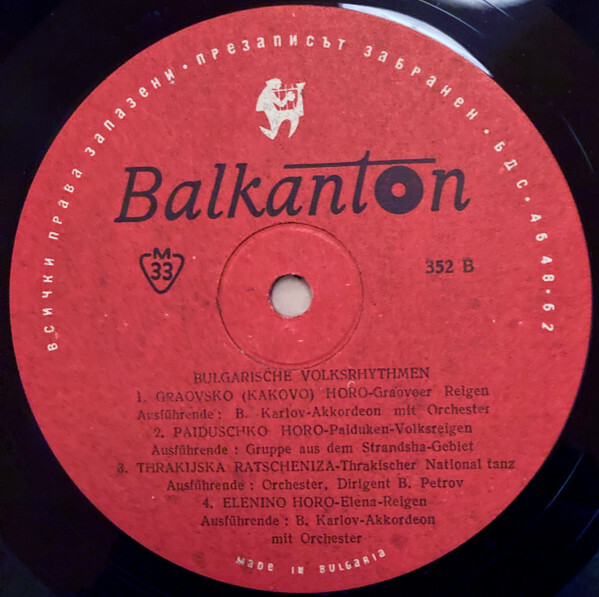 ВСИЧКИ ПРАВА ЗАПАЗЕНИ · ПРЕЗАПИСЪТ ЗАБРАНЕН · БДС · 4648·62
Balkanton
M
33
352 B
BULGARISCHE VOLKSRHYTHMEN
1. GRAOVSKO (KAKOVO) HORO-Graovoer Reigen
Ausführende : B. Karlov-Akkordeon mit Orchester
2. PAIDUSCHKO HORO-Paiduken-Volksreigen
Ausführende : Gruppe aus dem Strandsha-Gebiet
3. THRAKIJSKA RATSCHENIZA-Thrakischer National tanz
Ausführende : Orchester, Dirigent B. Petrov
4. ELENINO HORO-Elena-Reigen
Ausführende : B. Karlov-Akkordeon
mit Orchester
MADE IN BULGARIA